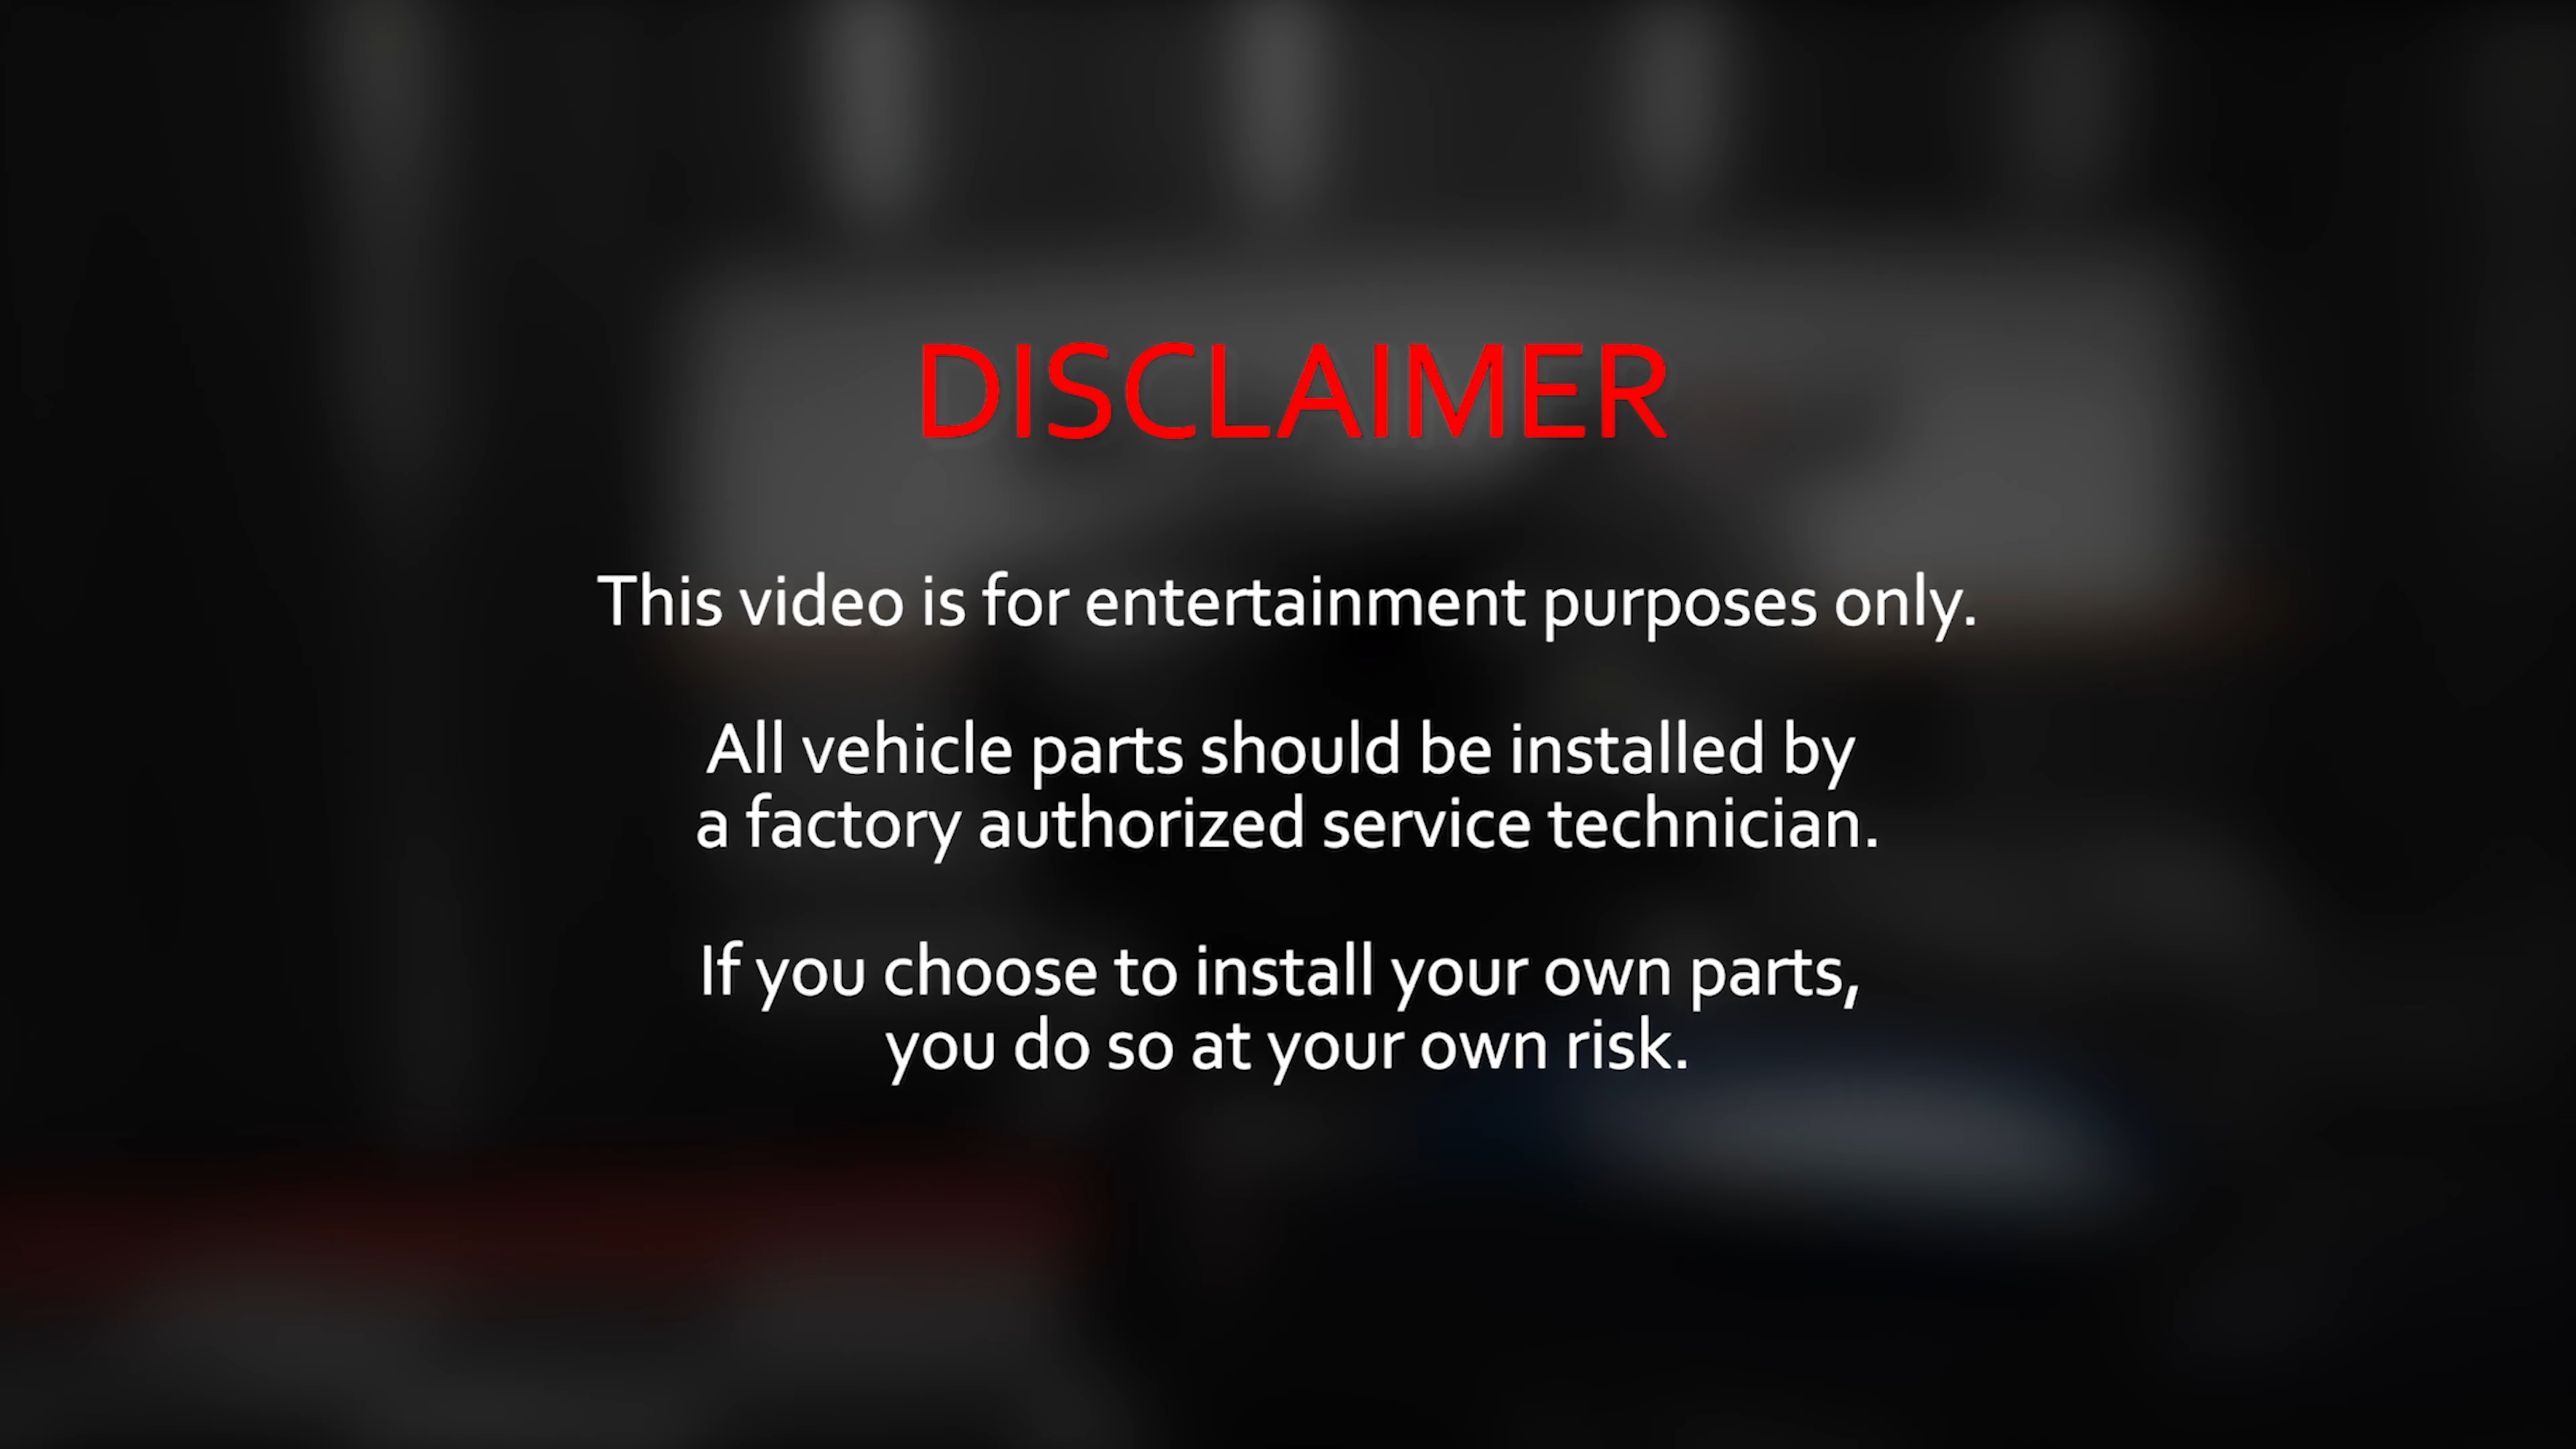 DISCLAIMER
This video is for entertainment purposes only.
All vehicle parts should be installed by
a factory authorized service technician.
If you choose to install your own parts,
you do so at your own risk.